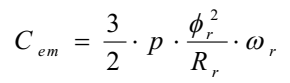 C_em = 3/2 · p · ϕ_r²/R_r · ω_r